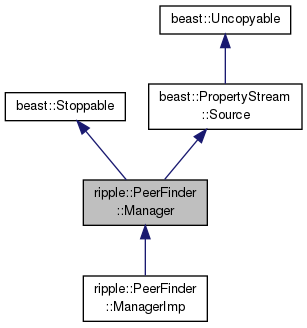 beast::Uncopyable
beast::Stoppable
beast::PropertyStream
::Source
ripple::PeerFinder
::Manager
ripple::PeerFinder
::ManagerImp